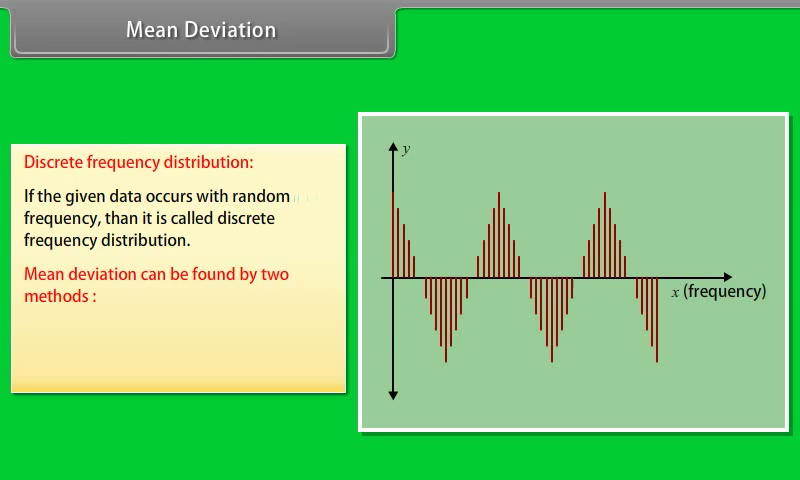 Mean Deviation
Discrete frequency distribution:
If the given data occurs with random
frequency, than it is called discrete
frequency distribution.
Mean deviation can be found by two
methods :
y
x (frequency)